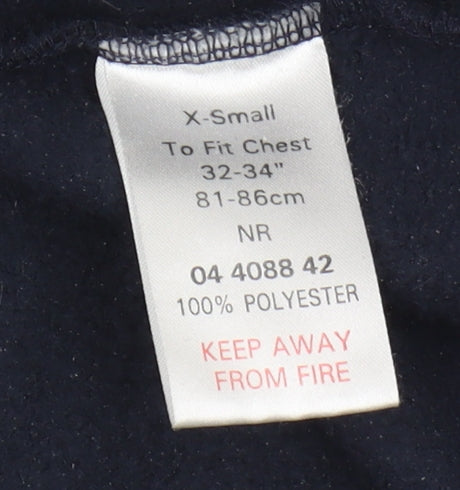 X-Small
To Fit Chest
32-34"
81-86cm
NR
04 4088 42
100% POLYESTER
KEEP AWAY
FROM FIRE